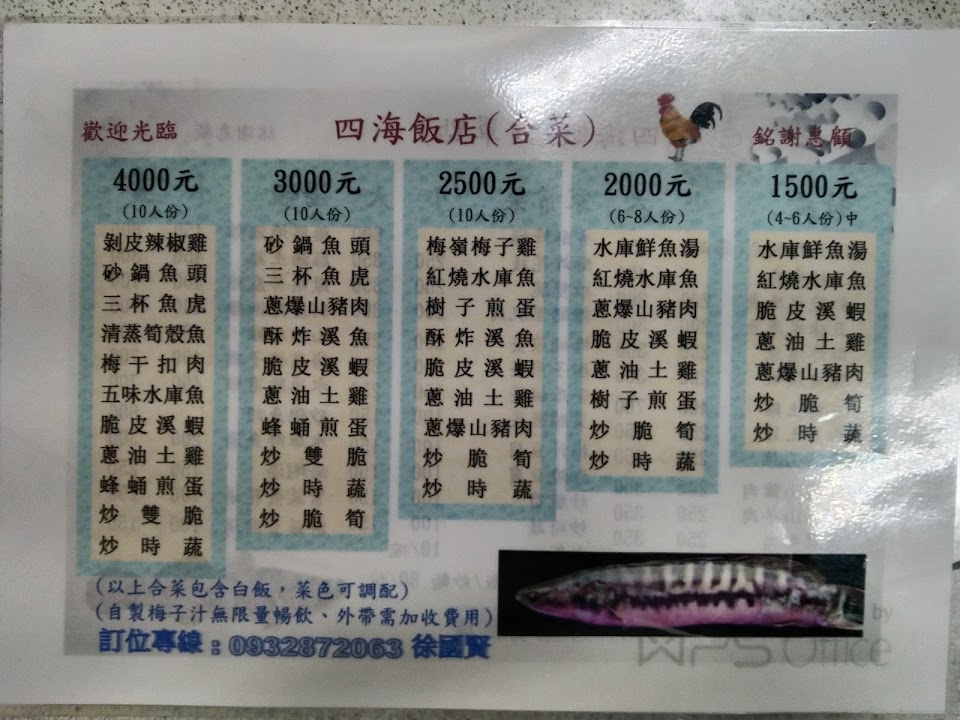 歡迎光臨
四海飯店(合菜)
銘謝惠顧
4000元
(10人份)
剝皮辣椒雞
砂鍋魚頭
三杯魚虎
清蒸筍殼魚
梅干扣肉
五味水庫魚
脆皮溪蝦
蔥油土雞
蜂蛹煎蛋
炒雙脆
炒時蔬
3000元
(10人份)
砂鍋魚頭
三杯魚虎
蔥爆山豬肉
酥炸溪魚
脆皮溪蝦
蔥油土雞
蜂蛹煎蛋
炒雙脆
炒時蔬
炒脆筍
2500元
(10人份)
梅嶺梅子雞
紅燒水庫魚
樹子煎蛋
酥炸溪魚
脆皮溪蝦
蔥油土雞
蔥爆山豬肉
炒脆筍
炒時蔬
2000元
(6~8人份)
水庫鮮魚湯
紅燒水庫魚
蔥爆山豬肉
脆皮溪蝦
蔥油土雞
樹子煎蛋
炒脆筍
炒時蔬
1500元
(4~6人份)中
水庫鮮魚湯
紅燒水庫魚
脆皮溪蝦
蔥油土雞
蔥爆山豬肉
炒脆筍
炒時蔬
(以上合菜包含白飯，菜色可調配)
(自製梅子汁無限量暢飲、外帶需加收費用)
訂位專線：0932872063 徐國賢
by
WPS Office